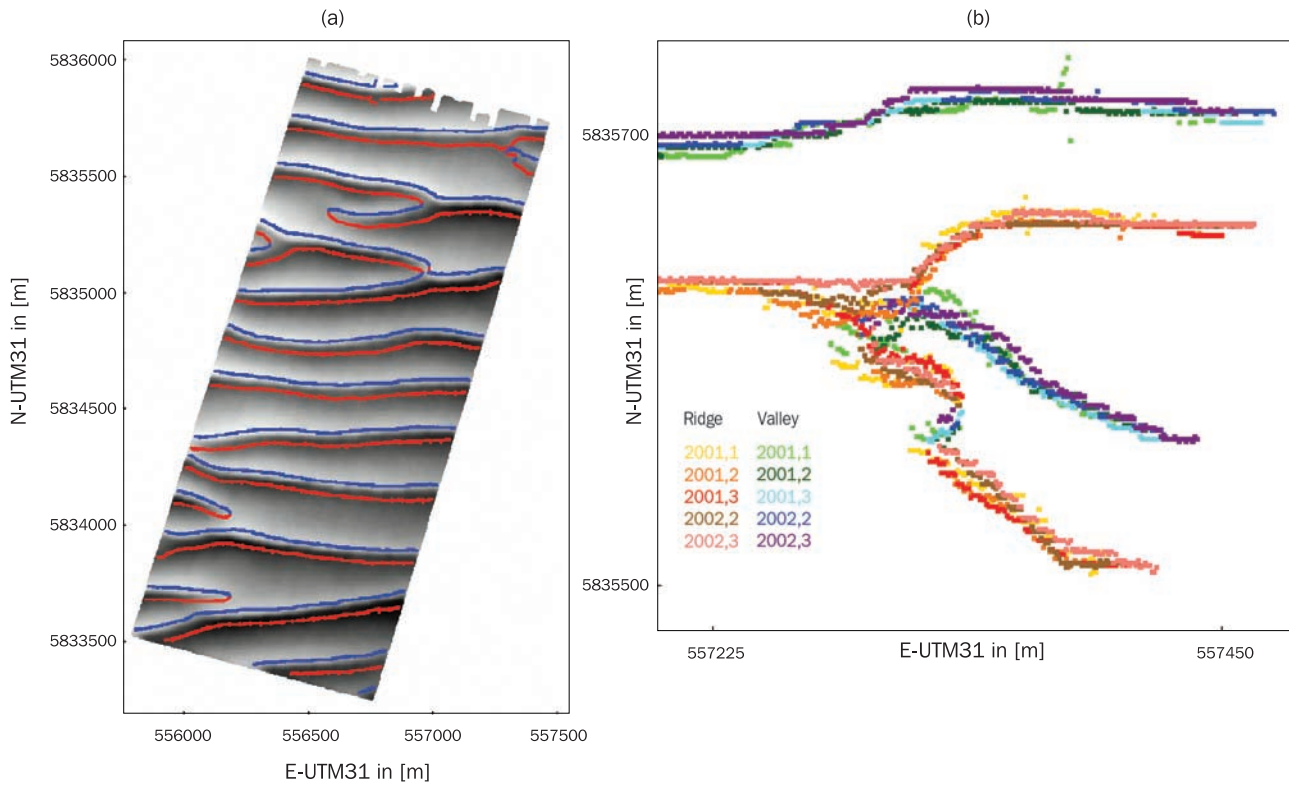 (a)
5836000
5835500
5835000
5834500
5834000
5833500
N-UTM31 in [m]
556000 556500 557000 557500
E-UTM31 in [m]
(b)
5835700
5835500
N-UTM31 in [m]
Ridge Valley
2001,1 2001,1
2001,2 2001,2
2001,3 2001,3
2002,2 2002,2
2002,3 2002,3
557225 E-UTM31 in [m] 557450